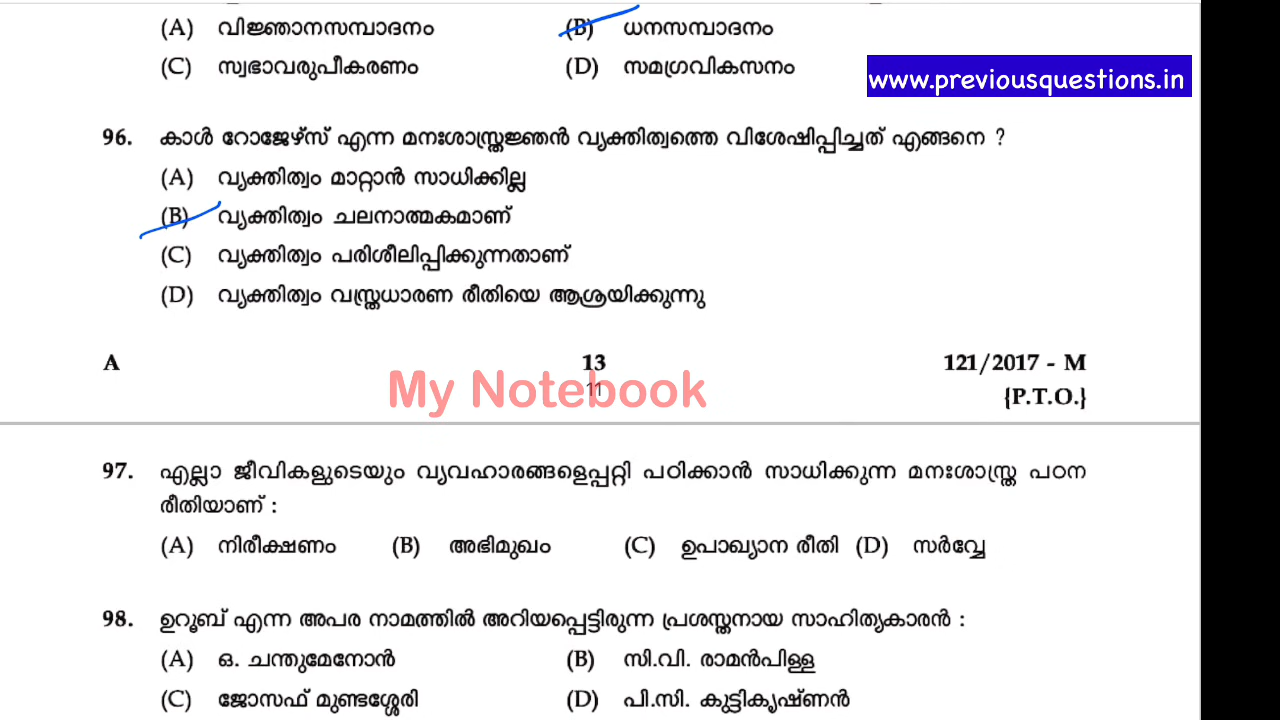 (A) വിജ്ഞാനസമ്പാദനം (B) ധനസമ്പാദനം
(C) സ്വഭാവരൂപീകരണം (D) സമഗ്രവികസനം
www.previousquestions.in
96. കാൾ റോജേഴ്സ് എന്ന മനഃശാസ്ത്രജ്ഞൻ വ്യക്തിത്വത്തെ വിശേഷിപ്പിച്ചത് എങ്ങനെ ?
(A) വ്യക്തിത്വം മാറ്റാൻ സാധിക്കില്ല
(B) വ്യക്തിത്വം ചലനാത്മകമാണ്
(C) വ്യക്തിത്വം പരിശീലിപ്പിക്കുന്നതാണ്
(D) വ്യക്തിത്വം വസ്ത്രധാരണ രീതിയെ ആശ്രയിക്കുന്നു
A 13 121/2017 - M
My Notebook
11
{P.T.O.}
97. എല്ലാ ജീവികളുടെയും വ്യവഹാരങ്ങളെപ്പറ്റി പഠിക്കാൻ സാധിക്കുന്ന മനഃശാസ്ത്ര പഠന
രീതിയാണ് :
(A) നിരീക്ഷണം (B) അഭിമുഖം (C) ഉപാഖ്യാന രീതി (D) സർവ്വേ
98. ഉറൂബ് എന്ന അപര നാമത്തിൽ അറിയപ്പെട്ടിരുന്ന പ്രശസ്തനായ സാഹിത്യകാരൻ :
(A) ഒ. ചന്തുമേനോൻ (B) സി.വി. രാമൻപിള്ള
(C) ജോസഫ് മുണ്ടശ്ശേരി (D) പി.സി. കുട്ടികൃഷ്ണൻ